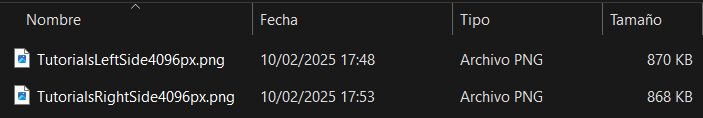 Nombre Fecha Tipo Tamaño
TutorialsLeftSide4096px.png 10/02/2025 17:48 Archivo PNG 870 KB
TutorialsRightSide4096px.png 10/02/2025 17:53 Archivo PNG 868 KB